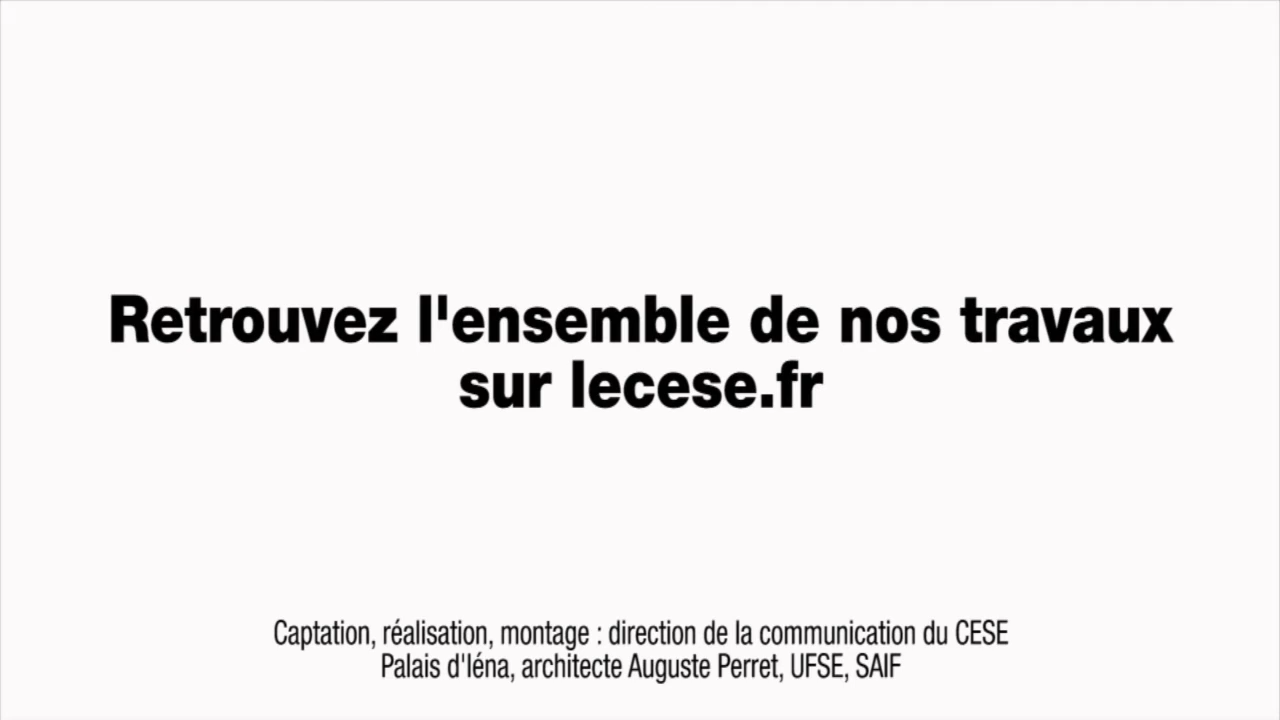 Retrouvez l'ensemble de nos travaux
sur lecese.fr
Captation, réalisation, montage : direction de la communication du CESE
Palais d'Iéna, architecte Auguste Perret, UFSE, SAIF